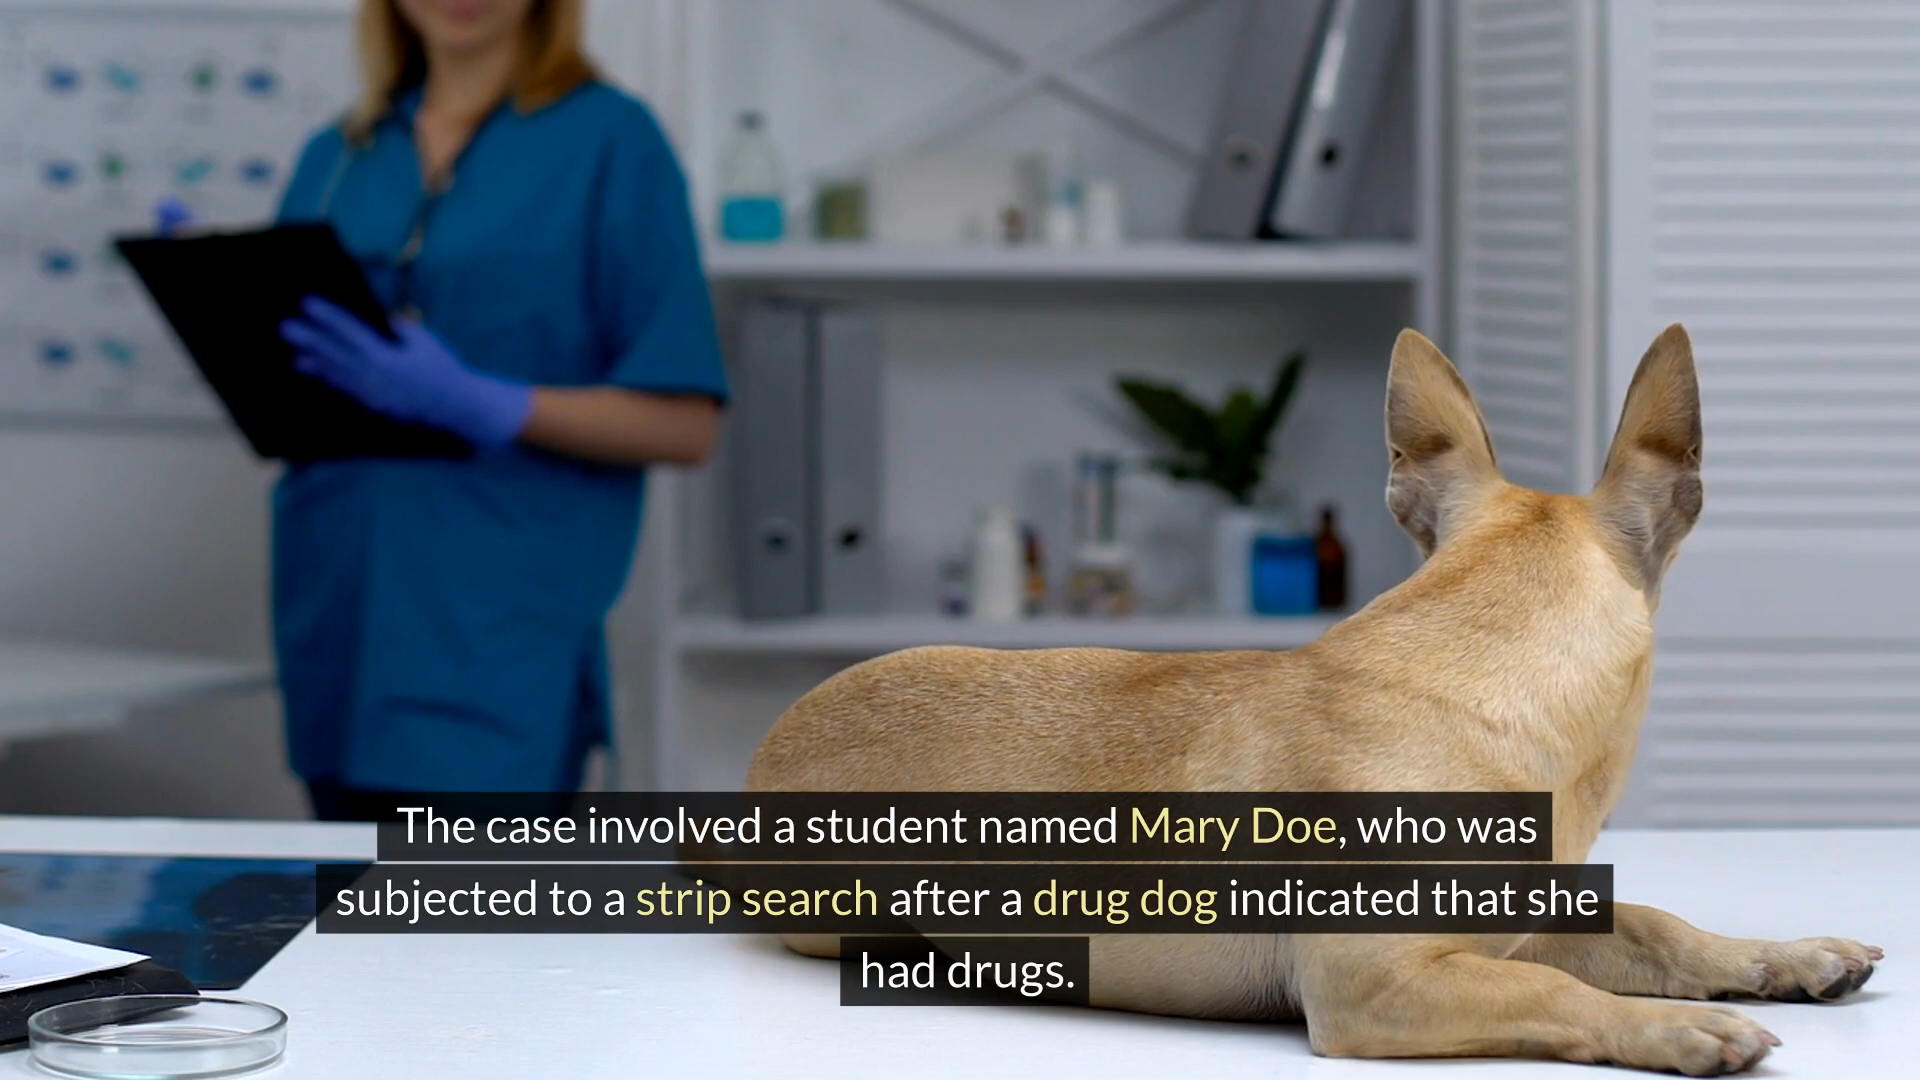 The case involved a student named Mary Doe, who was
subjected to a strip search after a drug dog indicated that she
had drugs.